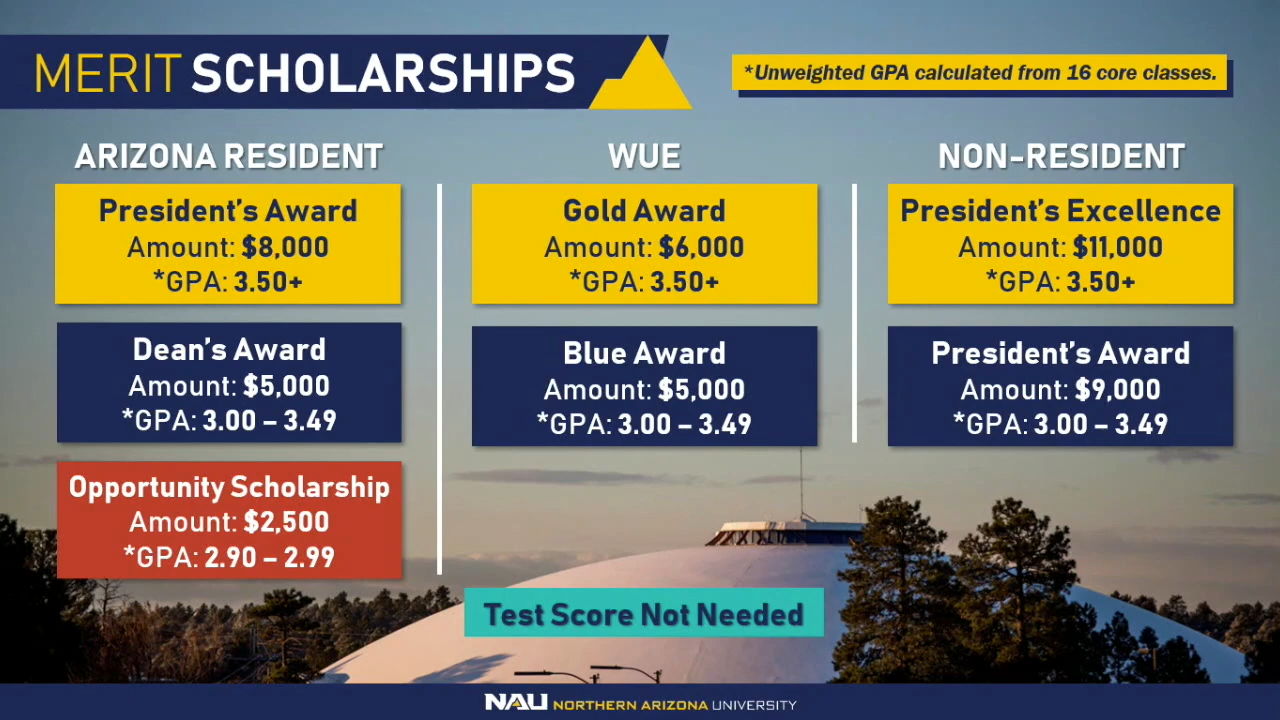 MERIT SCHOLARSHIPS
*Unweighted GPA calculated from 16 core classes.
ARIZONA RESIDENT
President's Award
Amount: $8,000
*GPA: 3.50+
Dean's Award
Amount: $5,000
*GPA: 3.00 – 3.49
Opportunity Scholarship
Amount: $2,500
*GPA: 2.90 – 2.99
WUE
Gold Award
Amount: $6,000
*GPA: 3.50+
Blue Award
Amount: $5,000
*GPA: 3.00 – 3.49
NON-RESIDENT
President's Excellence
Amount: $11,000
*GPA: 3.50+
President's Award
Amount: $9,000
*GPA: 3.00 – 3.49
Test Score Not Needed
NAU NORTHERN ARIZONA UNIVERSITY